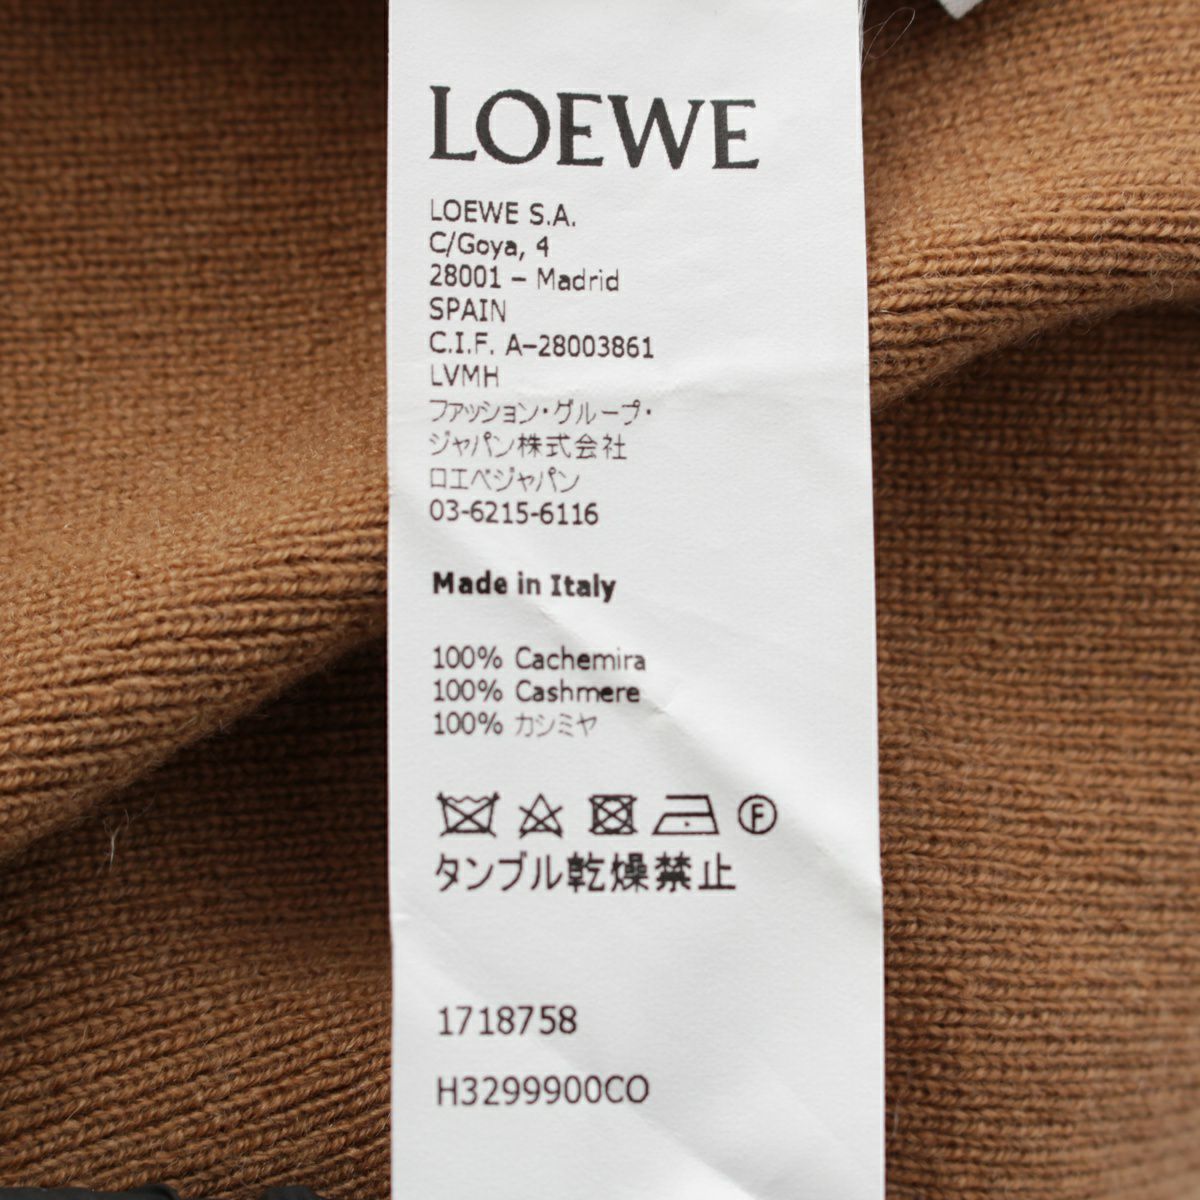 LOEWE
LOEWE S.A.
C/Goya, 4
28001 – Madrid
SPAIN
C.I.F. A–28003861
LVMH
ファッション・グループ・
ジャパン株式会社
ロエベジャパン
03-6215-6116
Made in Italy
100% Cachemira
100% Cashmere
100% カシミヤ
F
タンブル乾燥禁止
1718758
H3299900CO